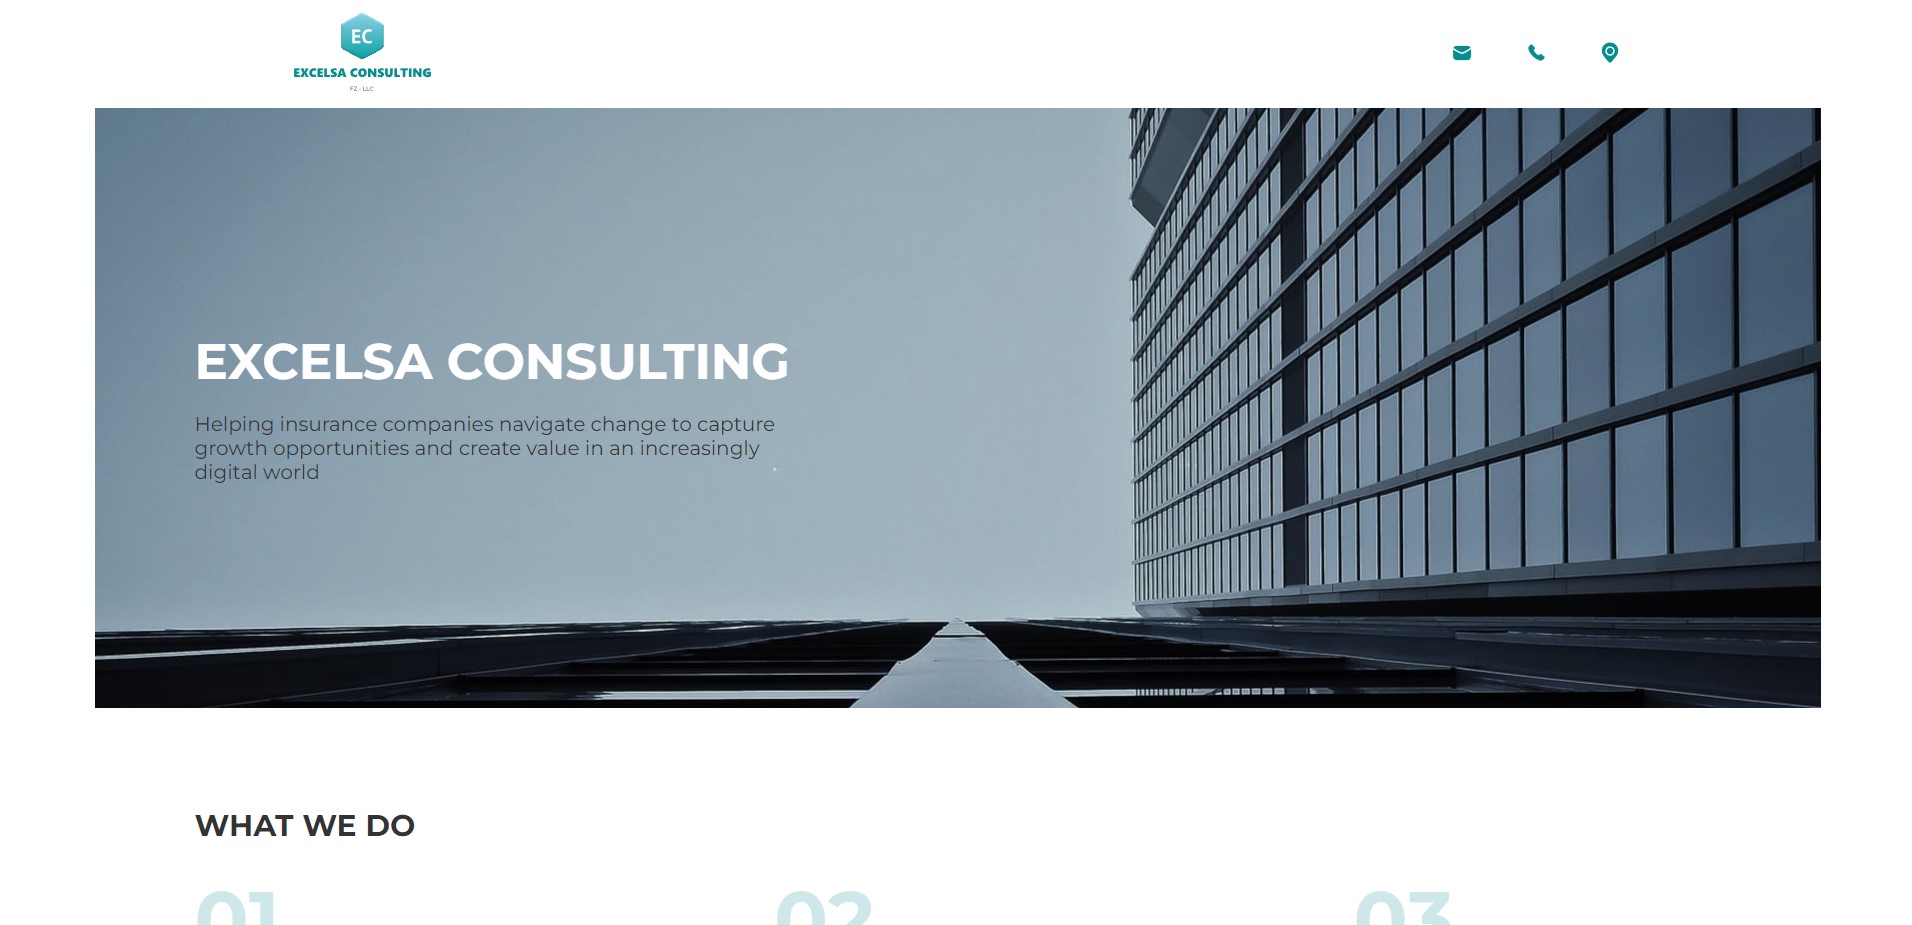 EC
EXCELSA CONSULTING
FZ - LLC
EXCELSA CONSULTING
Helping insurance companies navigate change to capture
growth opportunities and create value in an increasingly
digital world
WHAT WE DO
01 02 03